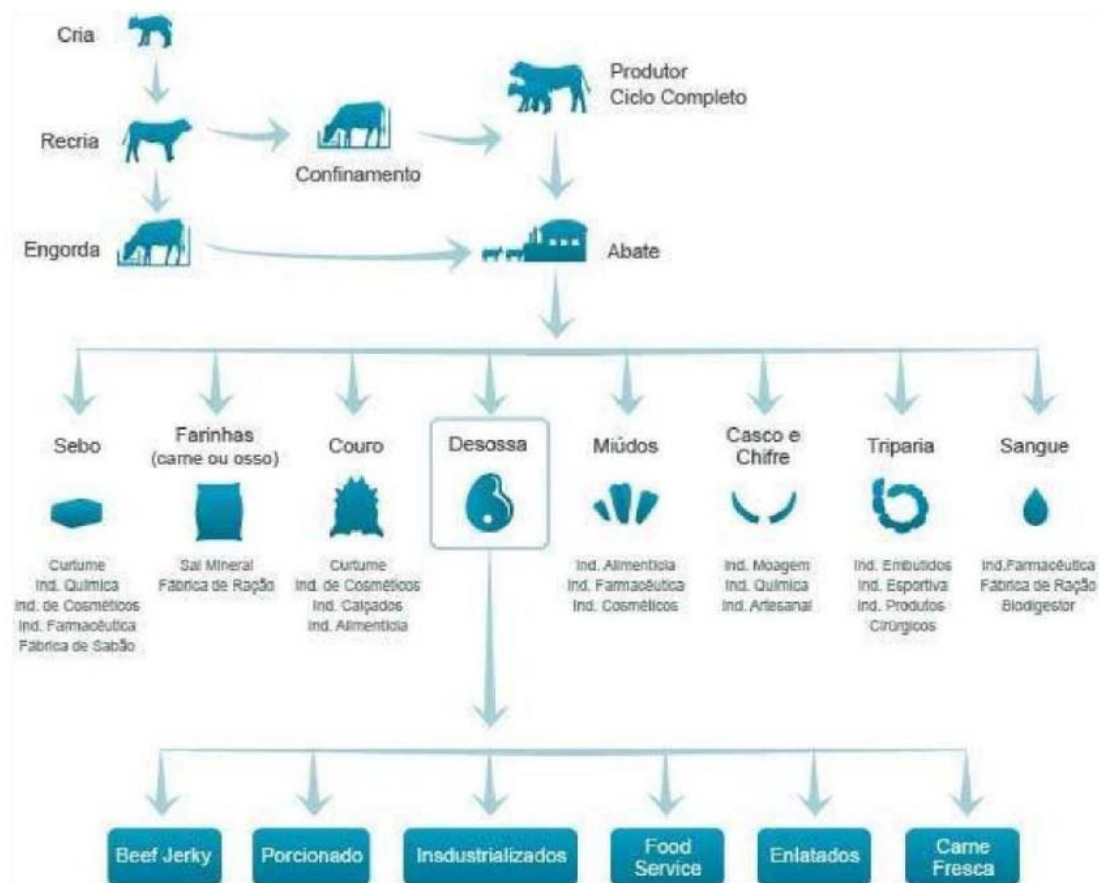 Cria
Produtor
Ciclo Completo
Recria
Confinamento
Engorda
Abate
Sebo
Farinhas
(carne ou osso)
Couro
Desossa
Miúdos
Casco e
Chifre
Triparia
Sangue
Curtume
Ind. Química
Ind. de Cosméticos
Ind. Farmacêutica
Fábrica de Sabão
Sal Mineral
Fábrica de Ração
Curtume
Ind. de Cosméticos
Ind. Calçados
Ind. Alimentícia
Ind. Alimentícia
Ind. Farmacêutica
Ind. Cosmélicos
Ind. Moagem
Ind. Química
Ind. Artesanal
Ind. Embutidos
Ind. Esportiva
Ind. Produtos
Cirúrgicos
Ind.Farmacêutica
Fábrica de Ração
Biodigestor
Beef Jerky
Porcionado
Insdustrializados
Food
Service
Enlatados
Carne
Fresca